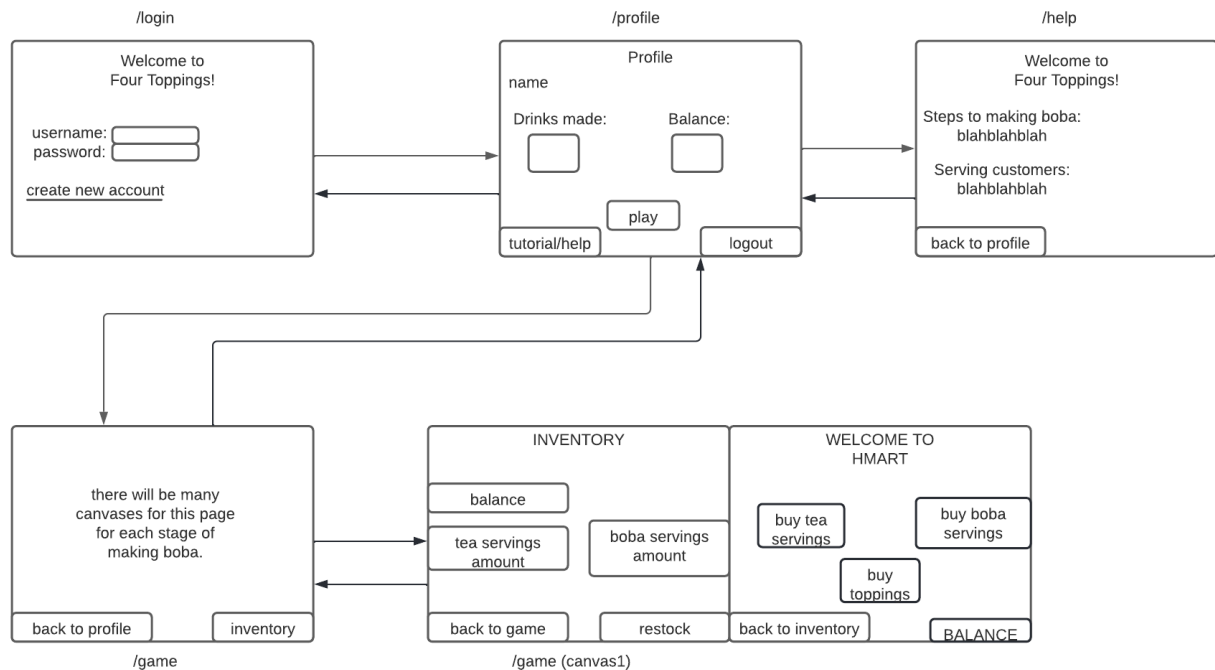 /login
/profile
/help
Welcome to
Four Toppings!
username:
password:
create new account
Profile
name
Drinks made:
Balance:
play
tutorial/help
logout
Welcome to
Four Toppings!
Steps to making boba:
blahblahblah
Serving customers:
blahblahblah
back to profile
there will be many
canvases for this page
for each stage of
making boba.
back to profile
inventory
/game
INVENTORY
balance
tea servings
amount
boba servings
amount
back to game
restock
/game (canvas1)
WELCOME TO
HMART
buy tea
servings
buy boba
servings
buy
toppings
back to inventory
BALANCE